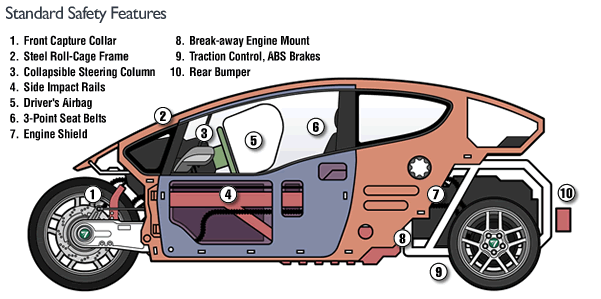 Standard Safety Features
1. Front Capture Collar
2. Steel Roll-Cage Frame
3. Collapsible Steering Column
4. Side Impact Rails
5. Driver's Airbag
6. 3-Point Seat Belts
7. Engine Shield
8. Break-away Engine Mount
9. Traction Control, ABS Brakes
10. Rear Bumper
2
3
5
6
1
4
7
10
8
9